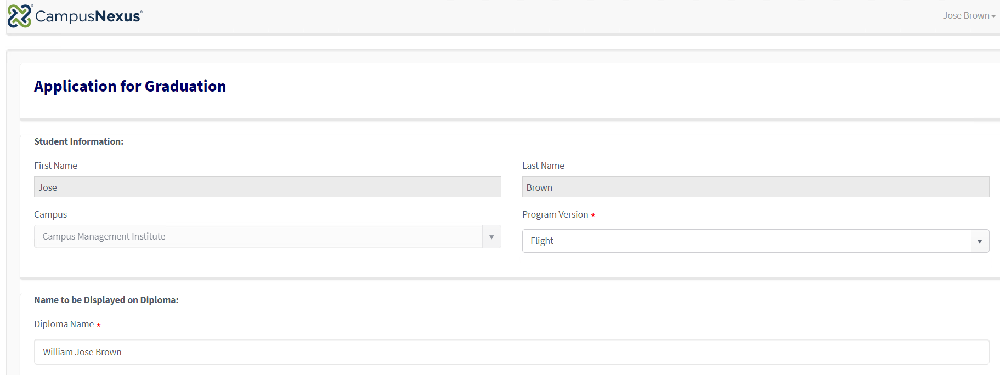 CampusNexus®
Jose Brown
Application for Graduation
Student Information:
First Name
Last Name
Jose
Brown
Campus
Program Version *
Campus Management Institute
Flight
Name to be Displayed on Diploma:
Diploma Name *
William Jose Brown